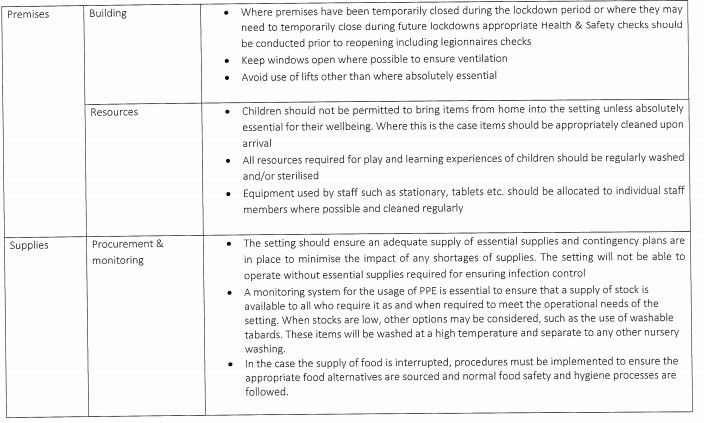 Premises
Building
• Where premises have been temporarily closed during the lockdown period or where they may
need to temporarily close during future lockdowns appropriate Health & Safety checks should
be conducted prior to reopening including legionnaires checks
• Keep windows open where possible to ensure ventilation
• Avoid use of lifts other than where absolutely essential
Resources
• Children should not be permitted to bring items from home into the setting unless absolutely
essential for their wellbeing. Where this is the case items should be appropriately cleaned upon
arrival
• All resources required for play and learning experiences of children should be regularly washed
and/or sterilised
• Equipment used by staff such as stationary, tablets etc. should be allocated to individual staff
members where possible and cleaned regularly
Supplies
Procurement &
monitoring
• The setting should ensure an adequate supply of essential supplies and contingency plans are
in place to minimise the impact of any shortages of supplies. The setting will not be able to
operate without essential supplies required for ensuring infection control
• A monitoring system for the usage of PPE is essential to ensure that a supply of stock is
available to all who require it as and when required to meet the operational needs of the
setting. When stocks are low, other options may be considered, such as the use of washable
tabards. These items will be washed at a high temperature and separate to any other nursery
washing.
• In the case the supply of food is interrupted, procedures must be implemented to ensure the
appropriate food alternatives are sourced and normal food safety and hygiene processes are
followed.